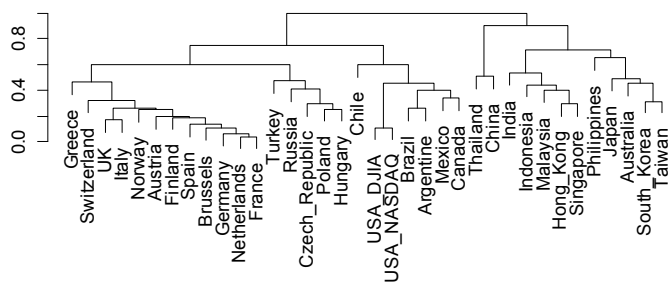 0.8
0.4
0.0
Greece
Switzerland
UK
Italy
Norway
Austria
Finland
Spain
Brussels
Germany
Netherlands
France
Turkey
Russia
Czech_Republic
Poland
Hungary
Chile
USA_DJIA
USA_NASDAQ
Brazil
Argentine
Mexico
Canada
Thailand
China
India
Indonesia
Malaysia
Hong_Kong
Singapore
Philippines
Japan
Australia
South_Korea
Taiwan